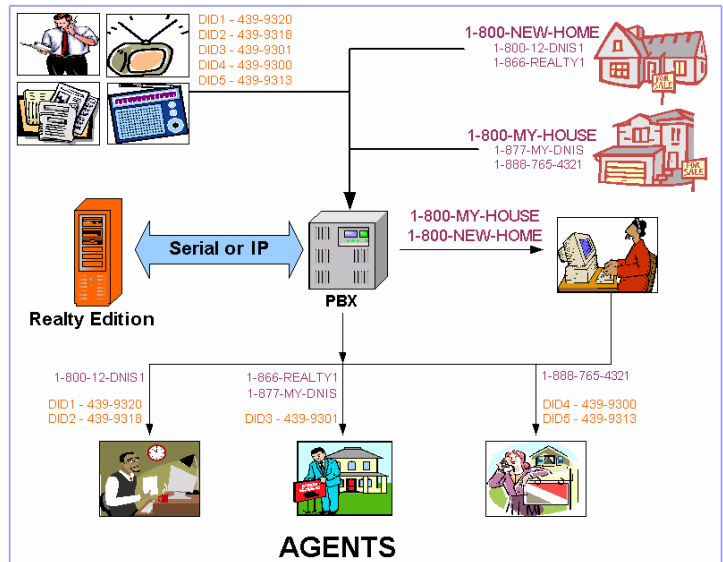 DID1 - 439-9320
DID2 - 439-9318
DID3 - 439-9301
DID4 - 439-9300
DID5 - 439-9313
1-800-NEW-HOME
1-800-12-DNIS1
1-866-REALTY1
FOR SALE
1-800-MY-HOUSE
1-877-MY-DNIS
1-888-765-4321
FOR SALE
Serial or IP
Realty Edition
PBX
1-800-MY-HOUSE
1-800-NEW-HOME
1-800-12-DNIS1
DID1 - 439-9320
DID2 - 439-9318
1-866-REALTY1
1-877-MY-DNIS
DID3 - 439-9301
1-888-765-4321
DID4 - 439-9300
DID5 - 439-9313
AGENTS